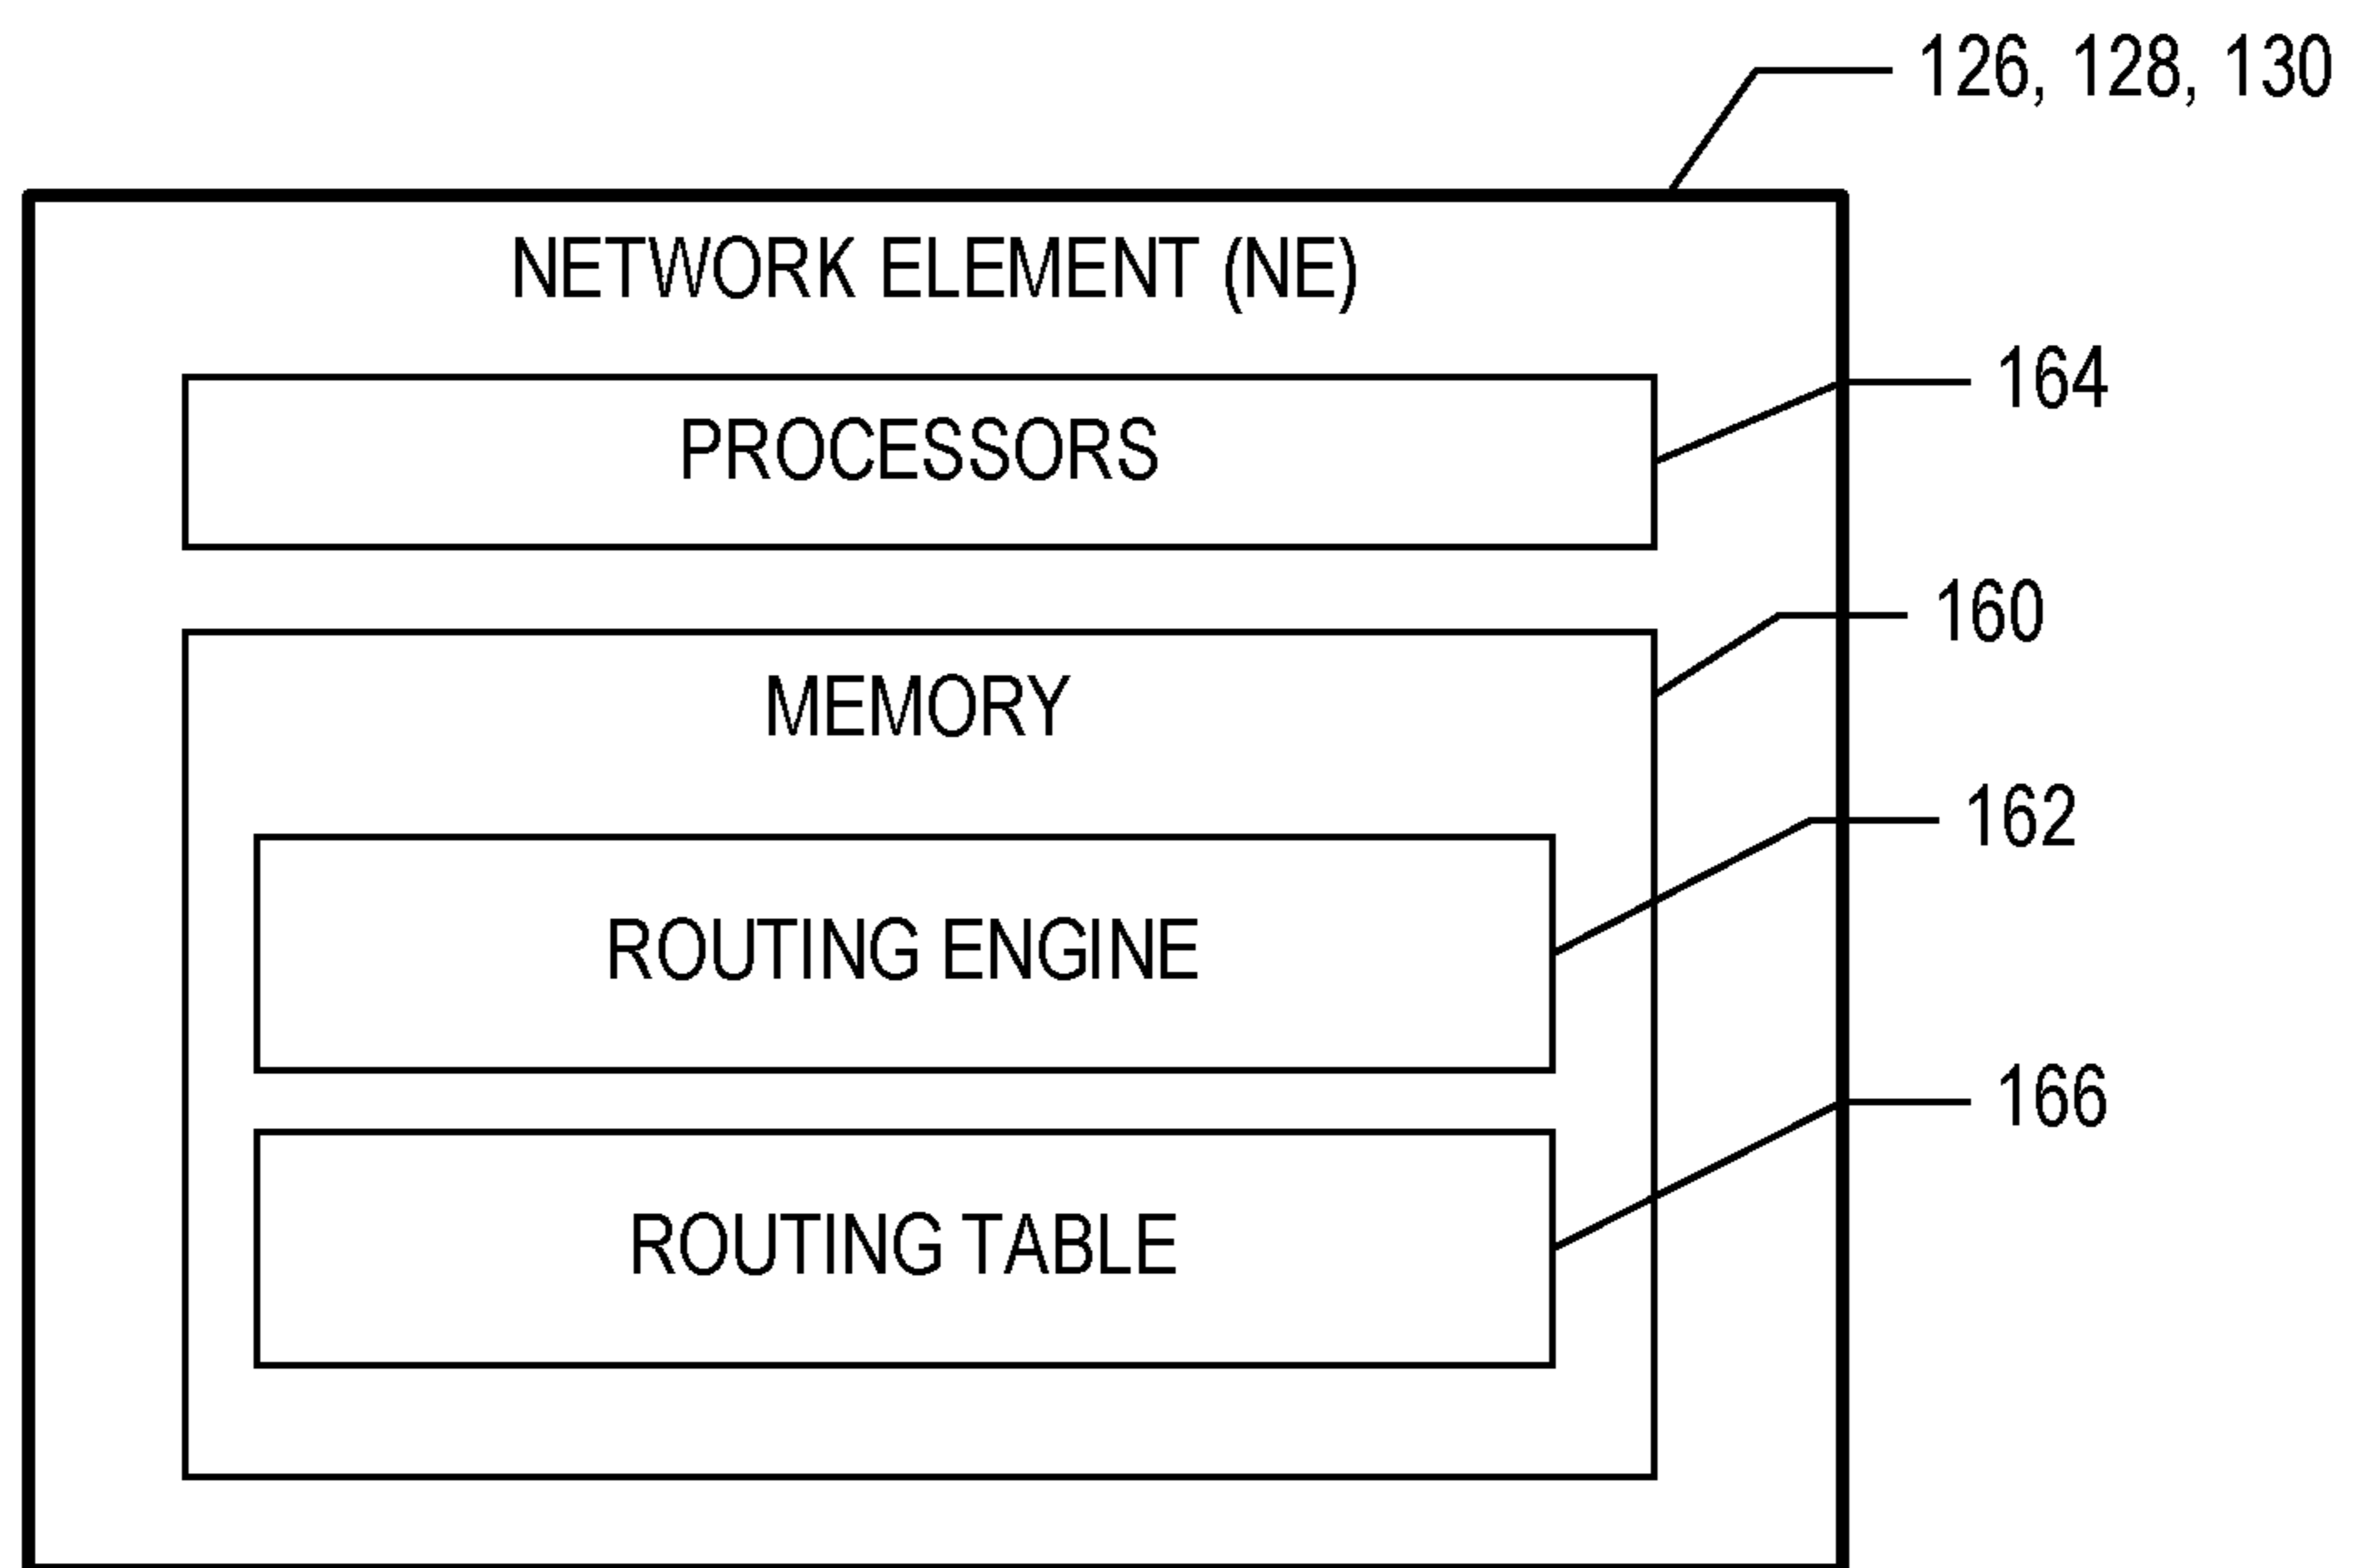 126, 128, 130
NETWORK ELEMENT (NE)
164
PROCESSORS
160
MEMORY
162
ROUTING ENGINE
166
ROUTING TABLE